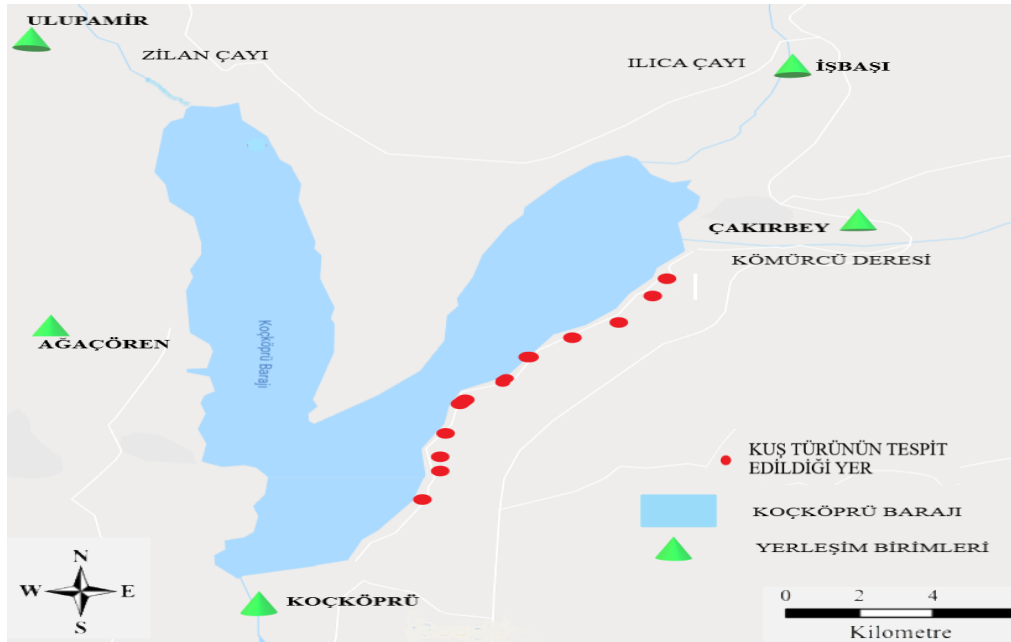 ULUPAMİR
ZİLAN ÇAYI
ILICA ÇAYI
İŞBAŞI
ÇAKIRBEY
KÖMÜRCÜ DERESİ
AĞAÇÖREN
Koçköprü Barajı
KUŞ TÜRÜNÜN TESPİT
EDİLDİĞİ YER
KOÇKÖPRÜ BARAJI
YERLEŞİM BİRİMLERİ
N
W E
S
KOÇKÖPRÜ
0 2 4
Kilometre